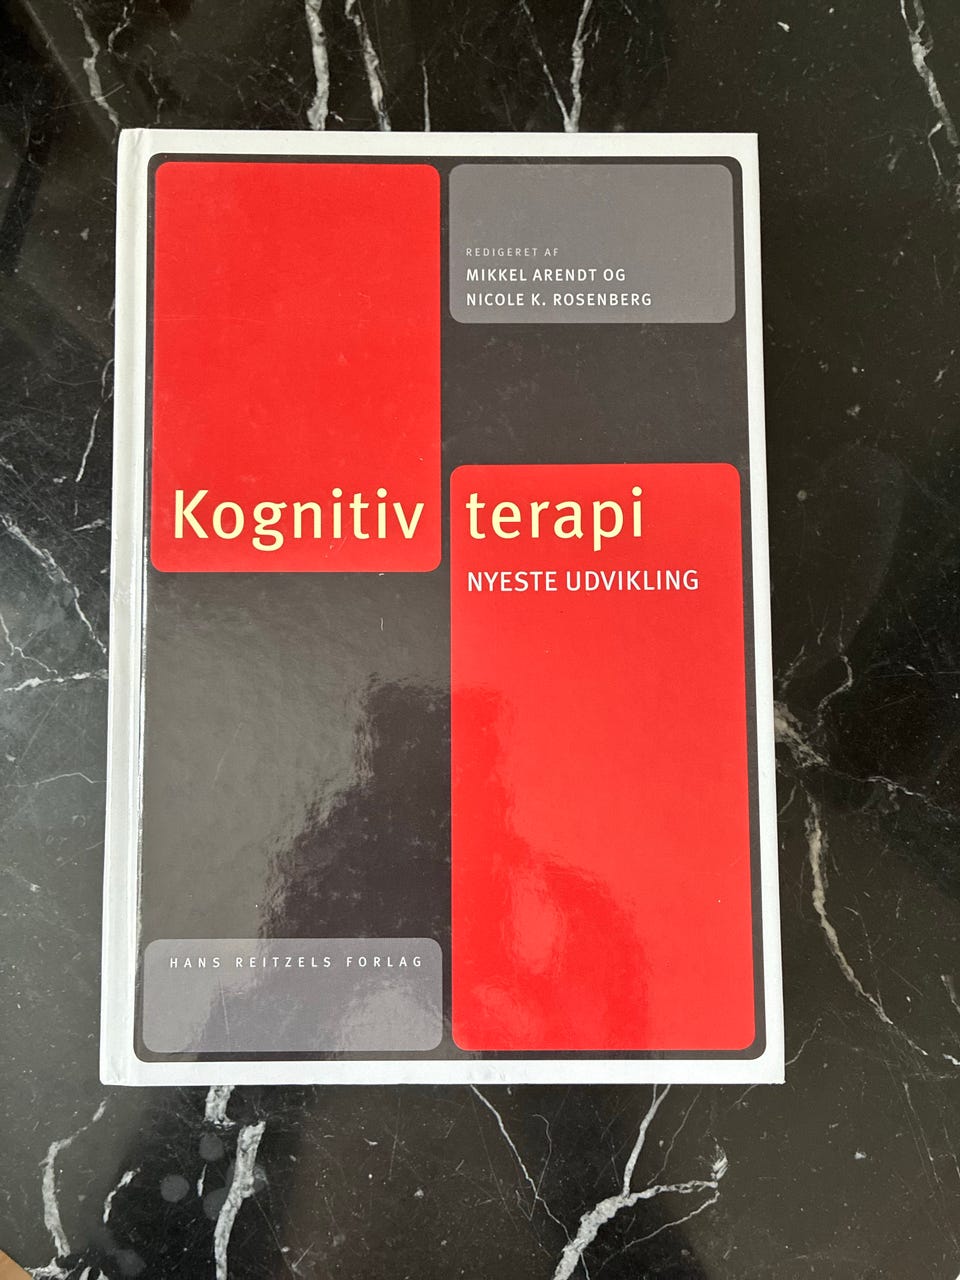 REDIGERET AF
MIKKEL ARENDT OG
NICOLE K. ROSENBERG
Kognitiv terapi
NYESTE UDVIKLING
HANS REITZELS FORLAG